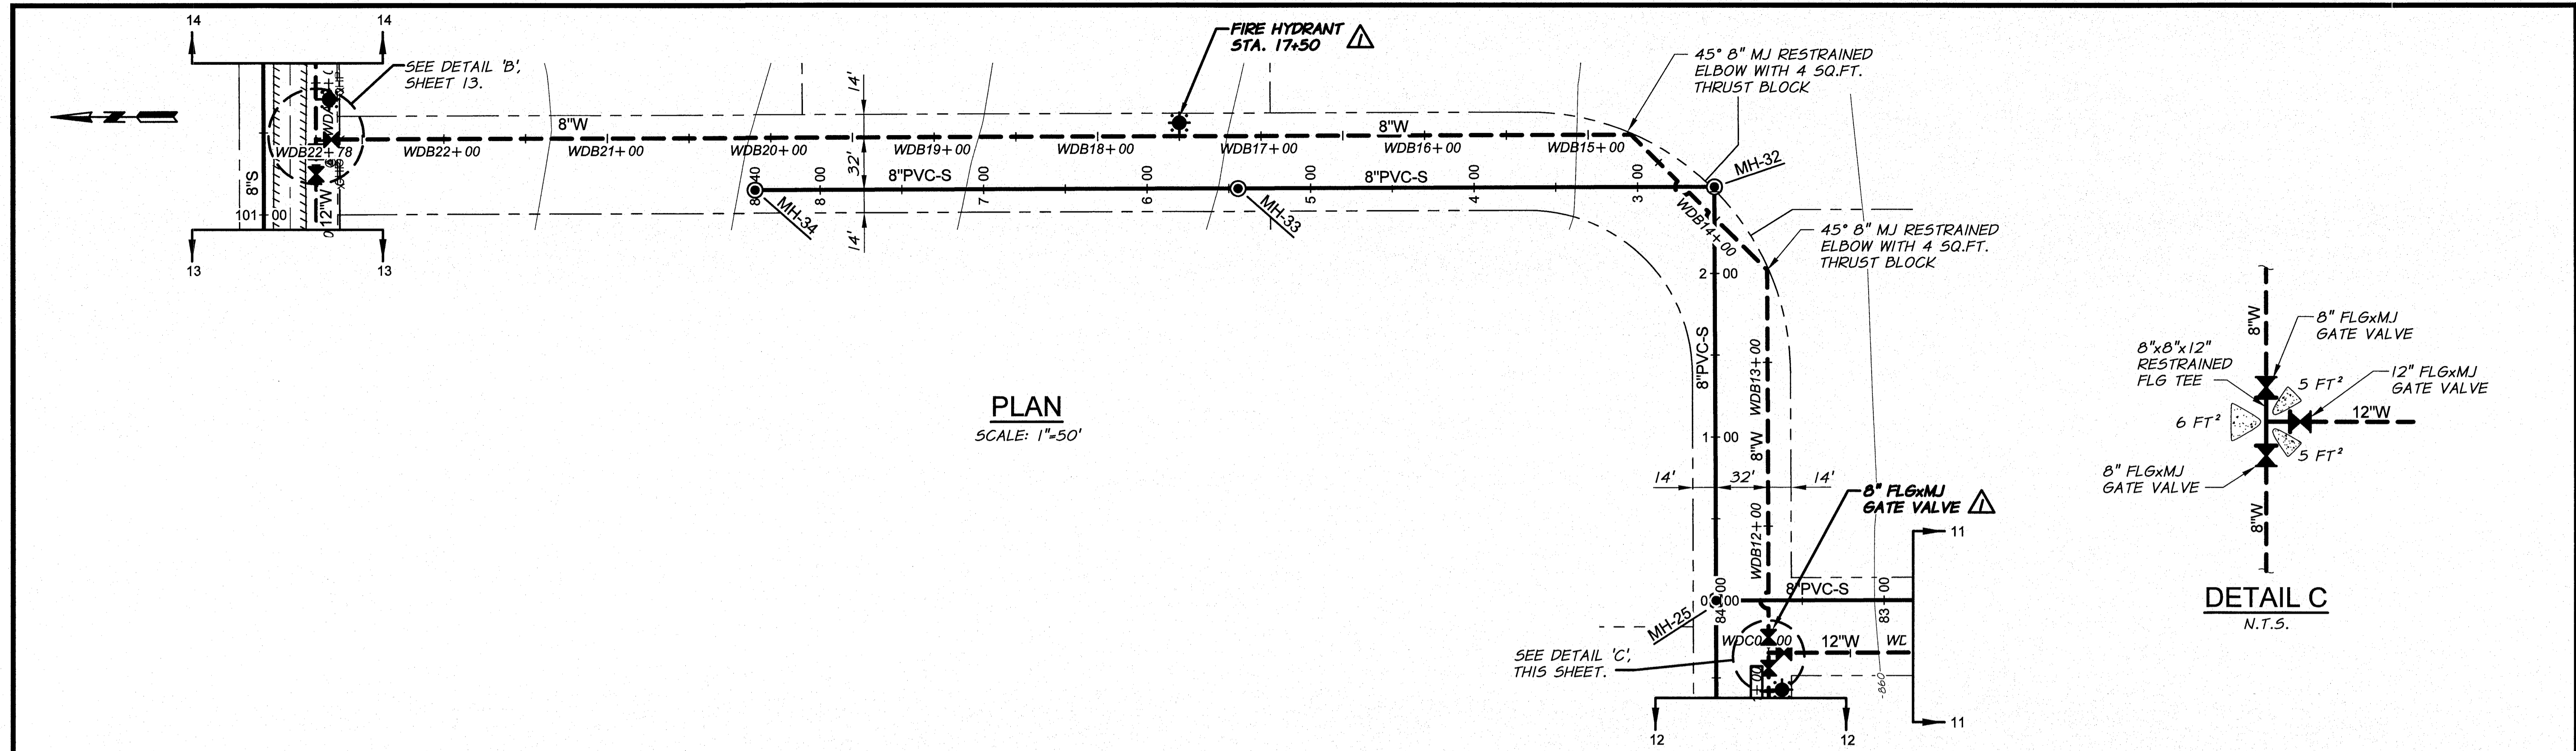 14
14
SEE DETAIL 'B',
SHEET 13.
FIRE HYDRANT
STA. 17+50
1
45° 8" MJ RESTRAINED
ELBOW WITH 4 SQ.FT.
THRUST BLOCK
N
8"W
8"W
14'
32'
14'
WDB22+78
WDB22+00
WDB21+00
WDB20+00
WDB19+00
WDB18+00
WDB17+00
WDB16+00
WDB15+00
WDB14+00
MH-32
8"S
101+00
12"W
8"PVC-S
8"PVC-S
8+40
8+00
7+00
6+00
5+00
4+00
3+00
MH-34
MH-33
13
13
45° 8" MJ RESTRAINED
ELBOW WITH 4 SQ.FT.
THRUST BLOCK
2+00
8"PVC-S
WDB13+00
8"W
1+00
WDB12+00
14'
32'
14'
8" FLGxMJ
GATE VALVE
1
11
8"PVC-S
0+00
84+00
83+00
MH-25
WDC0+00
12"W
SEE DETAIL 'C',
THIS SHEET.
860
11
12
12
PLAN
SCALE: 1"=50'
8"W
8" FLGxMJ
GATE VALVE
8"x8"x12"
RESTRAINED
FLG TEE
5 FT²
12" FLGxMJ
GATE VALVE
12"W
6 FT²
5 FT²
8" FLGxMJ
GATE VALVE
8"W
DETAIL C
N.T.S.